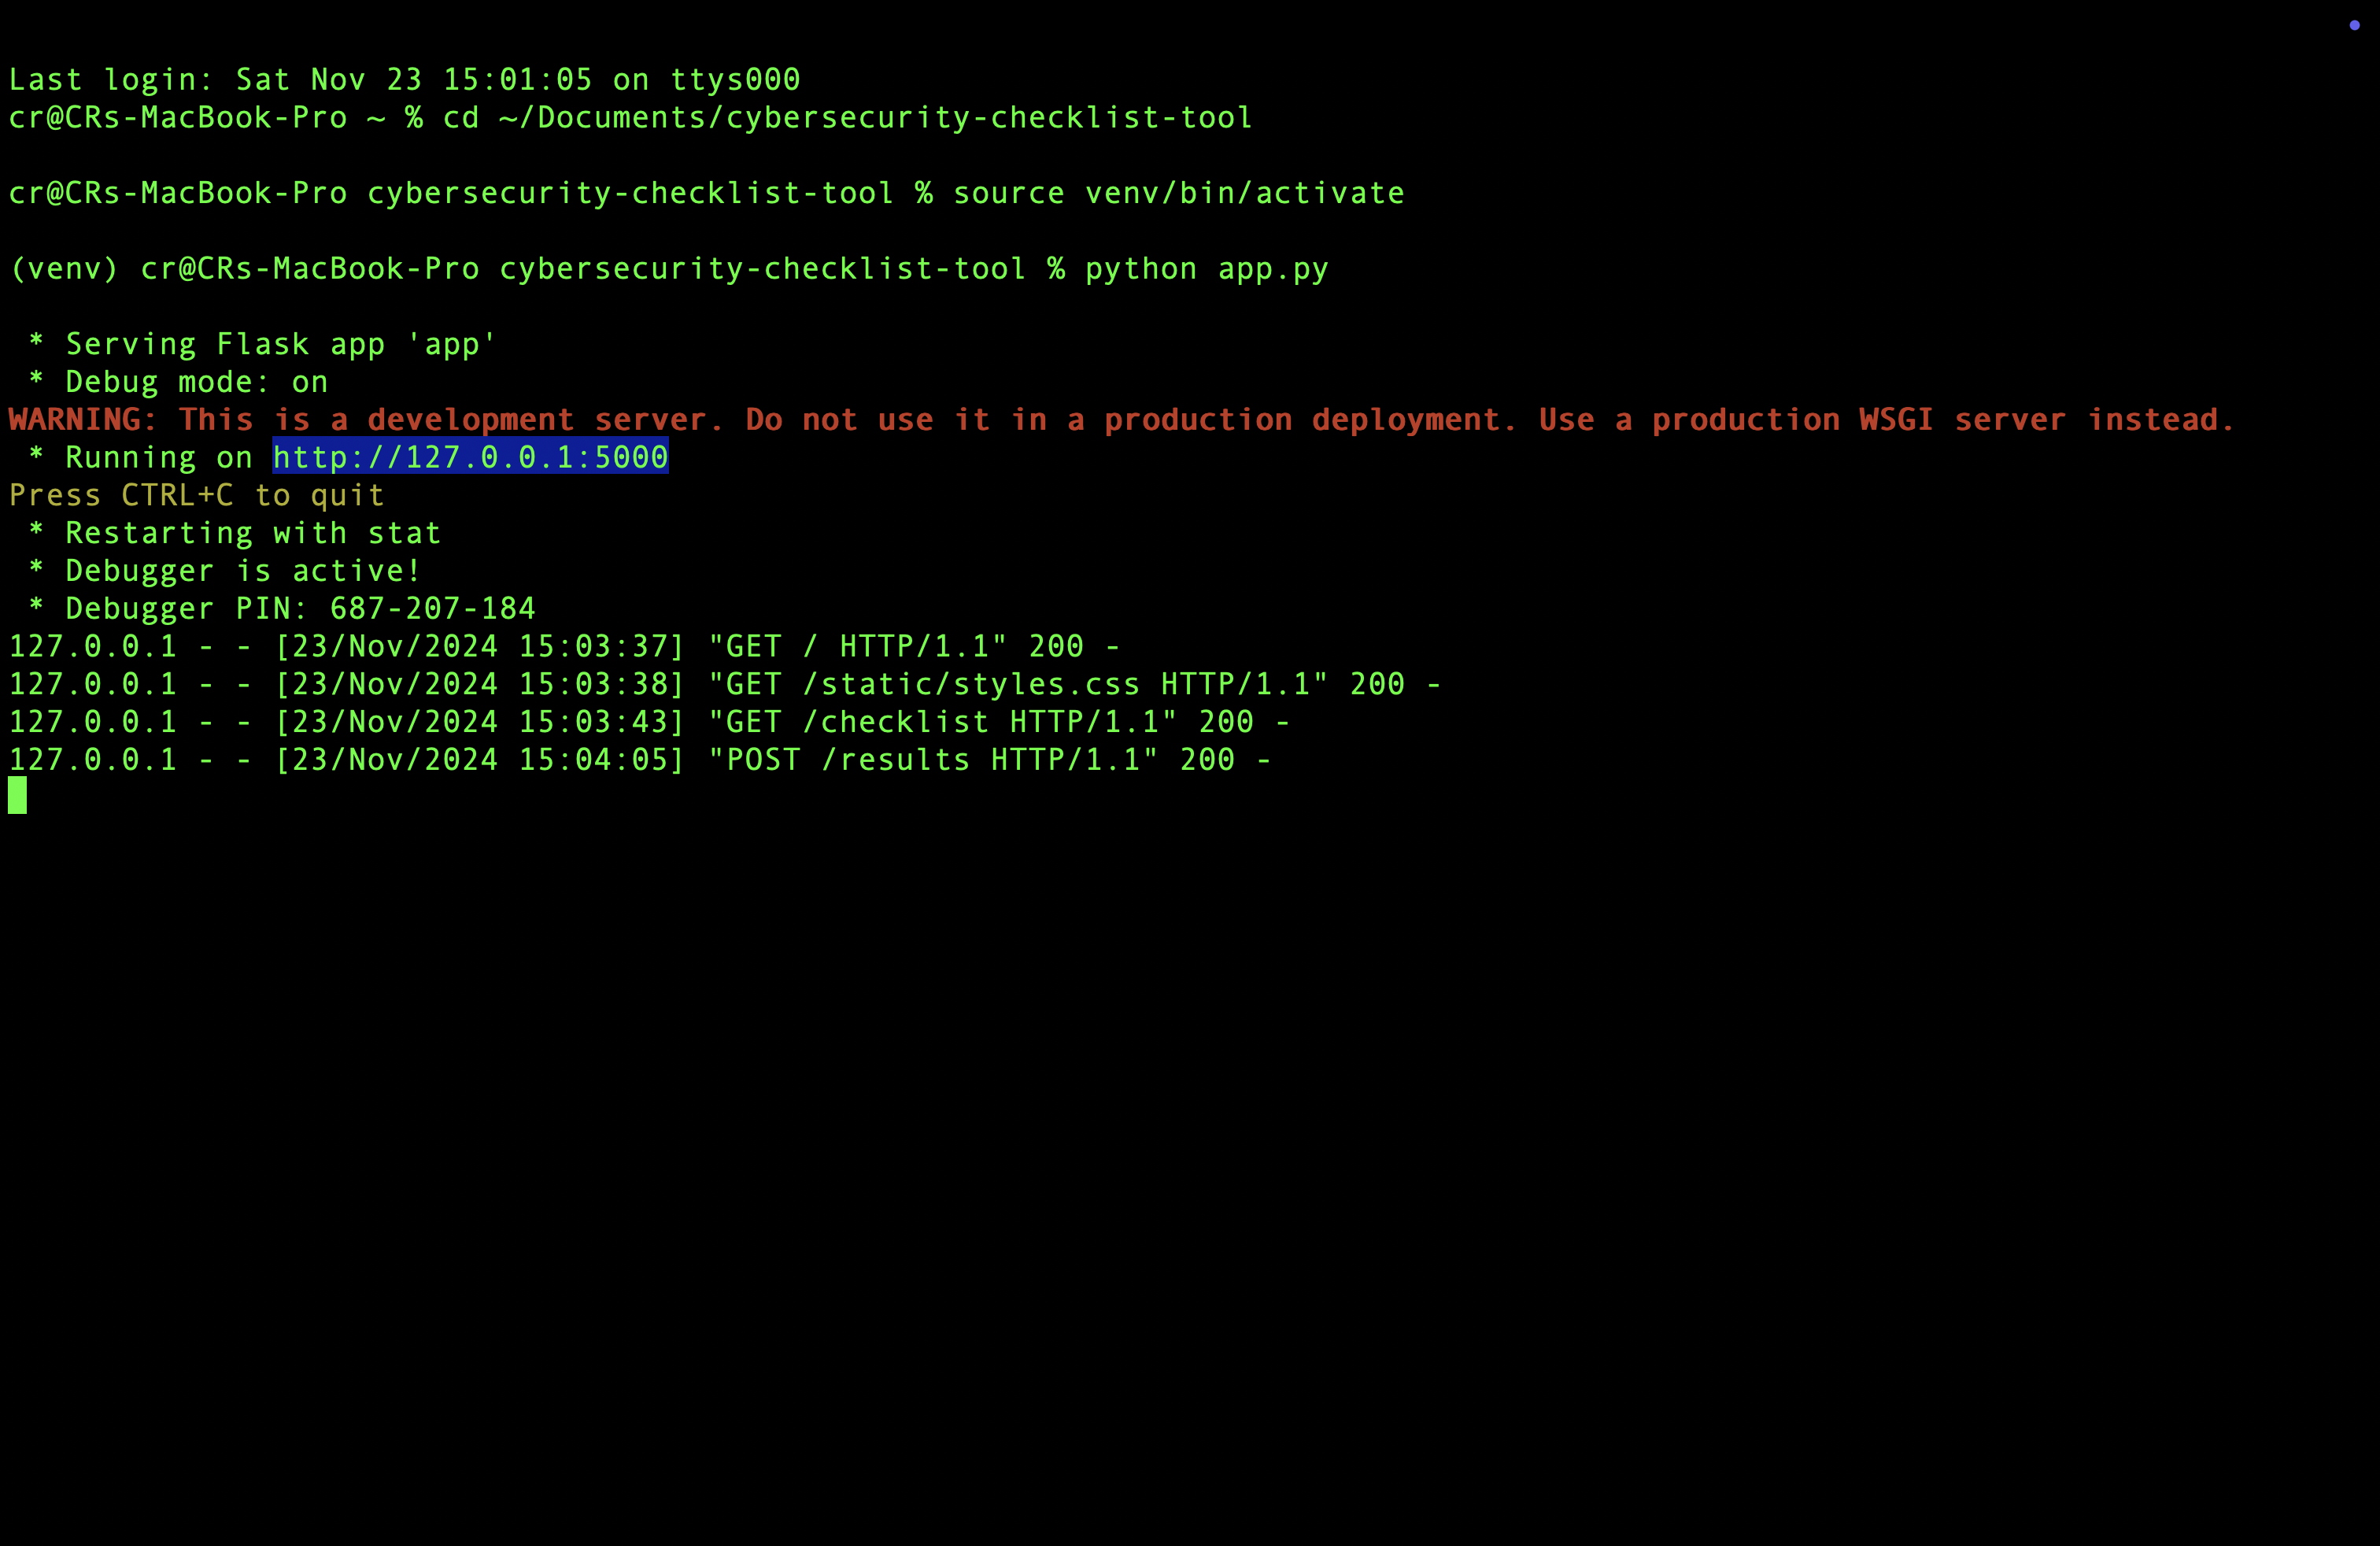 Last login: Sat Nov 23 15:01:05 on ttys000
cr@CRs-MacBook-Pro ~ % cd ~/Documents/cybersecurity-checklist-tool
cr@CRs-MacBook-Pro cybersecurity-checklist-tool % source venv/bin/activate
(venv) cr@CRs-MacBook-Pro cybersecurity-checklist-tool % python app.py
 * Serving Flask app 'app'
 * Debug mode: on
WARNING: This is a development server. Do not use it in a production deployment. Use a production WSGI server instead.
 * Running on http://127.0.0.1:5000
Press CTRL+C to quit
 * Restarting with stat
 * Debugger is active!
 * Debugger PIN: 687-207-184
127.0.0.1 - - [23/Nov/2024 15:03:37] "GET / HTTP/1.1" 200 -
127.0.0.1 - - [23/Nov/2024 15:03:38] "GET /static/styles.css HTTP/1.1" 200 -
127.0.0.1 - - [23/Nov/2024 15:03:43] "GET /checklist HTTP/1.1" 200 -
127.0.0.1 - - [23/Nov/2024 15:04:05] "POST /results HTTP/1.1" 200 -